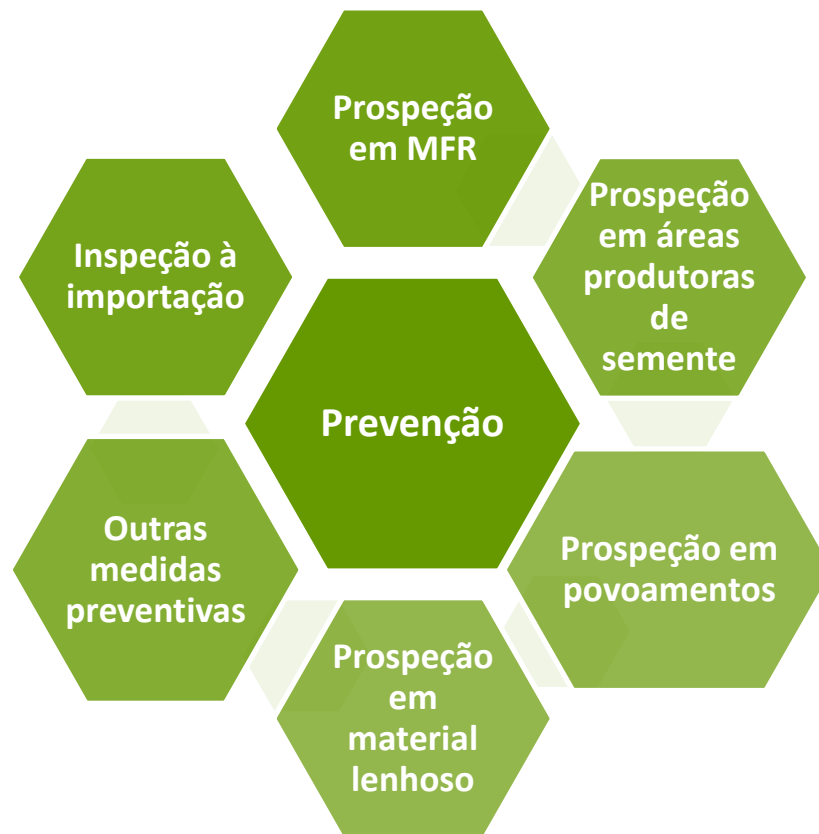 Prospeção
em MFR
Prospeção
em áreas
produtoras
de
semente
Prospeção em
povoamentos
Prospeção
em
material
lenhoso
Outras
medidas
preventivas
Inspeção à
importação
Prevenção